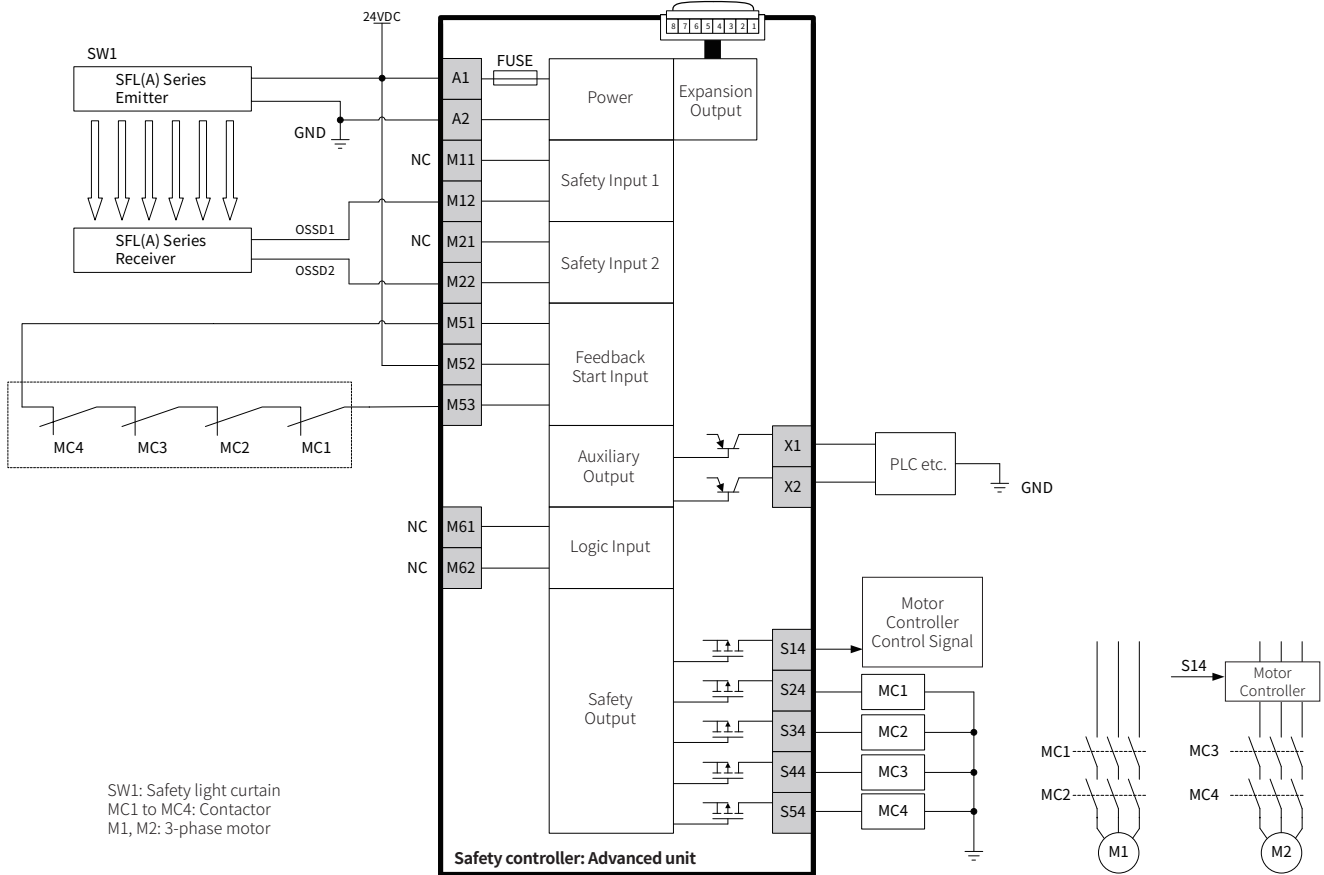 24VDC
8 7 6 5 4 3 2 1
SW1
SFL(A) Series
Emitter
GND
A1
FUSE
Power
Expansion
Output
A2
NC
M11
Safety Input 1
M12
OSSD1
SFL(A) Series
Receiver
OSSD2
NC
M21
Safety Input 2
M22
M51
Feedback
Start Input
M52
M53
MC4
MC3
MC2
MC1
Auxiliary
Output
X1
X2
PLC etc.
GND
NC
M61
Logic Input
NC
M62
Motor
Controller
Control Signal
Safety
Output
S14
S24
MC1
S34
MC2
S44
MC3
S54
MC4
S14
Motor
Controller
MC1
MC2
M1
MC3
MC4
M2
SW1: Safety light curtain
MC1 to MC4: Contactor
M1, M2: 3-phase motor
Safety controller: Advanced unit